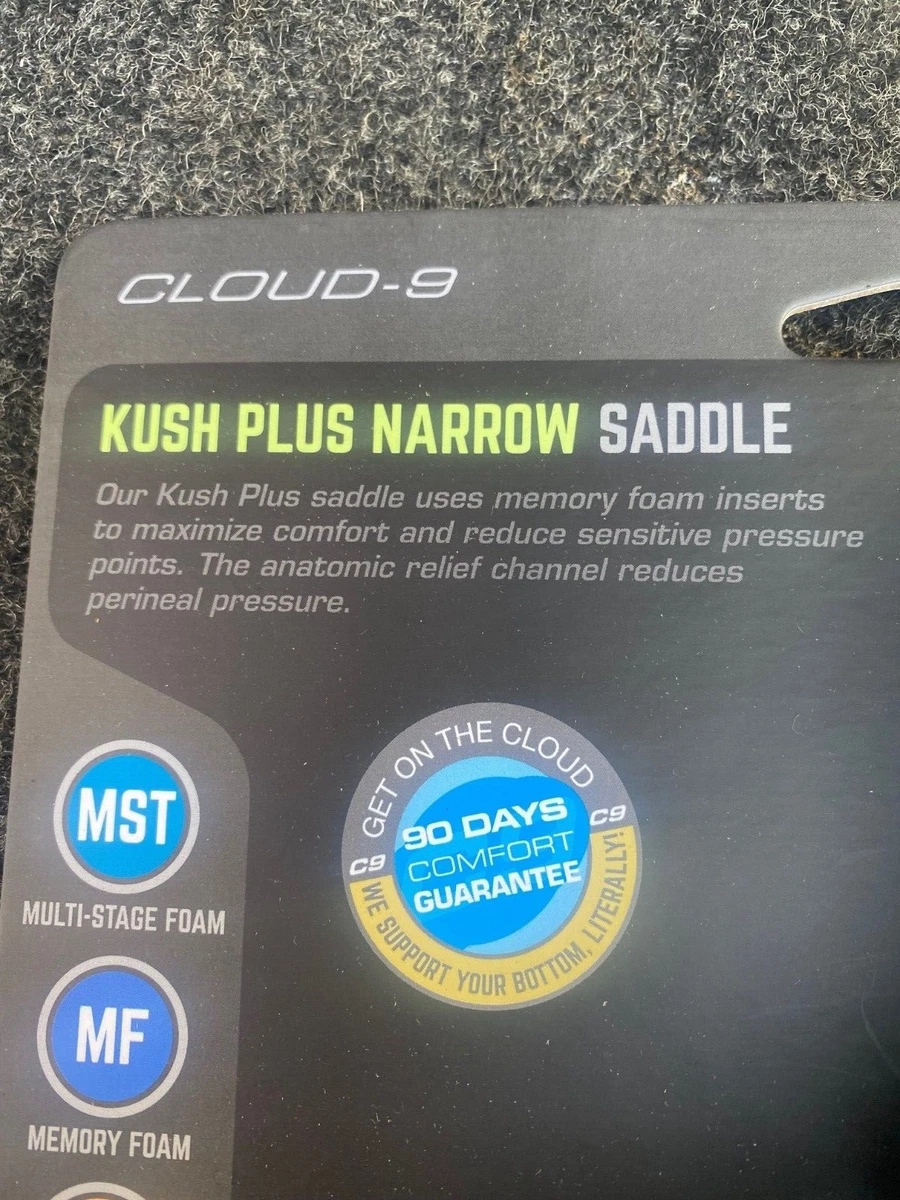 CLOUD-9
KUSH PLUS NARROW SADDLE
Our Kush Plus saddle uses memory foam inserts
to maximize comfort and reduce sensitive pressure
points. The anatomic relief channel reduces
perineal pressure.
GET ON THE CLOUD
C9
90 DAYS
COMFORT
GUARANTEE
C9
WE SUPPORT YOUR BOTTOM, LITERALLY!
MST
MULTI-STAGE FOAM
MF
MEMORY FOAM